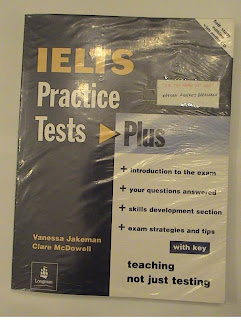 IELTS
Practice
Tests
Plus
+ introduction to the exam
+ your questions answered
+ skills development section
+ exam strategies and tips
with key
Vanessa Jakeman
Clare McDowell
teaching
not just testing
Longman